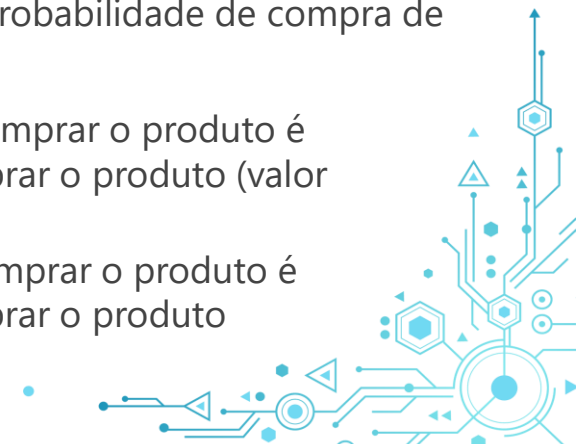 robabilidade de compra de
mprar o produto é
rar o produto (valor
mprar o produto é
rar o produto